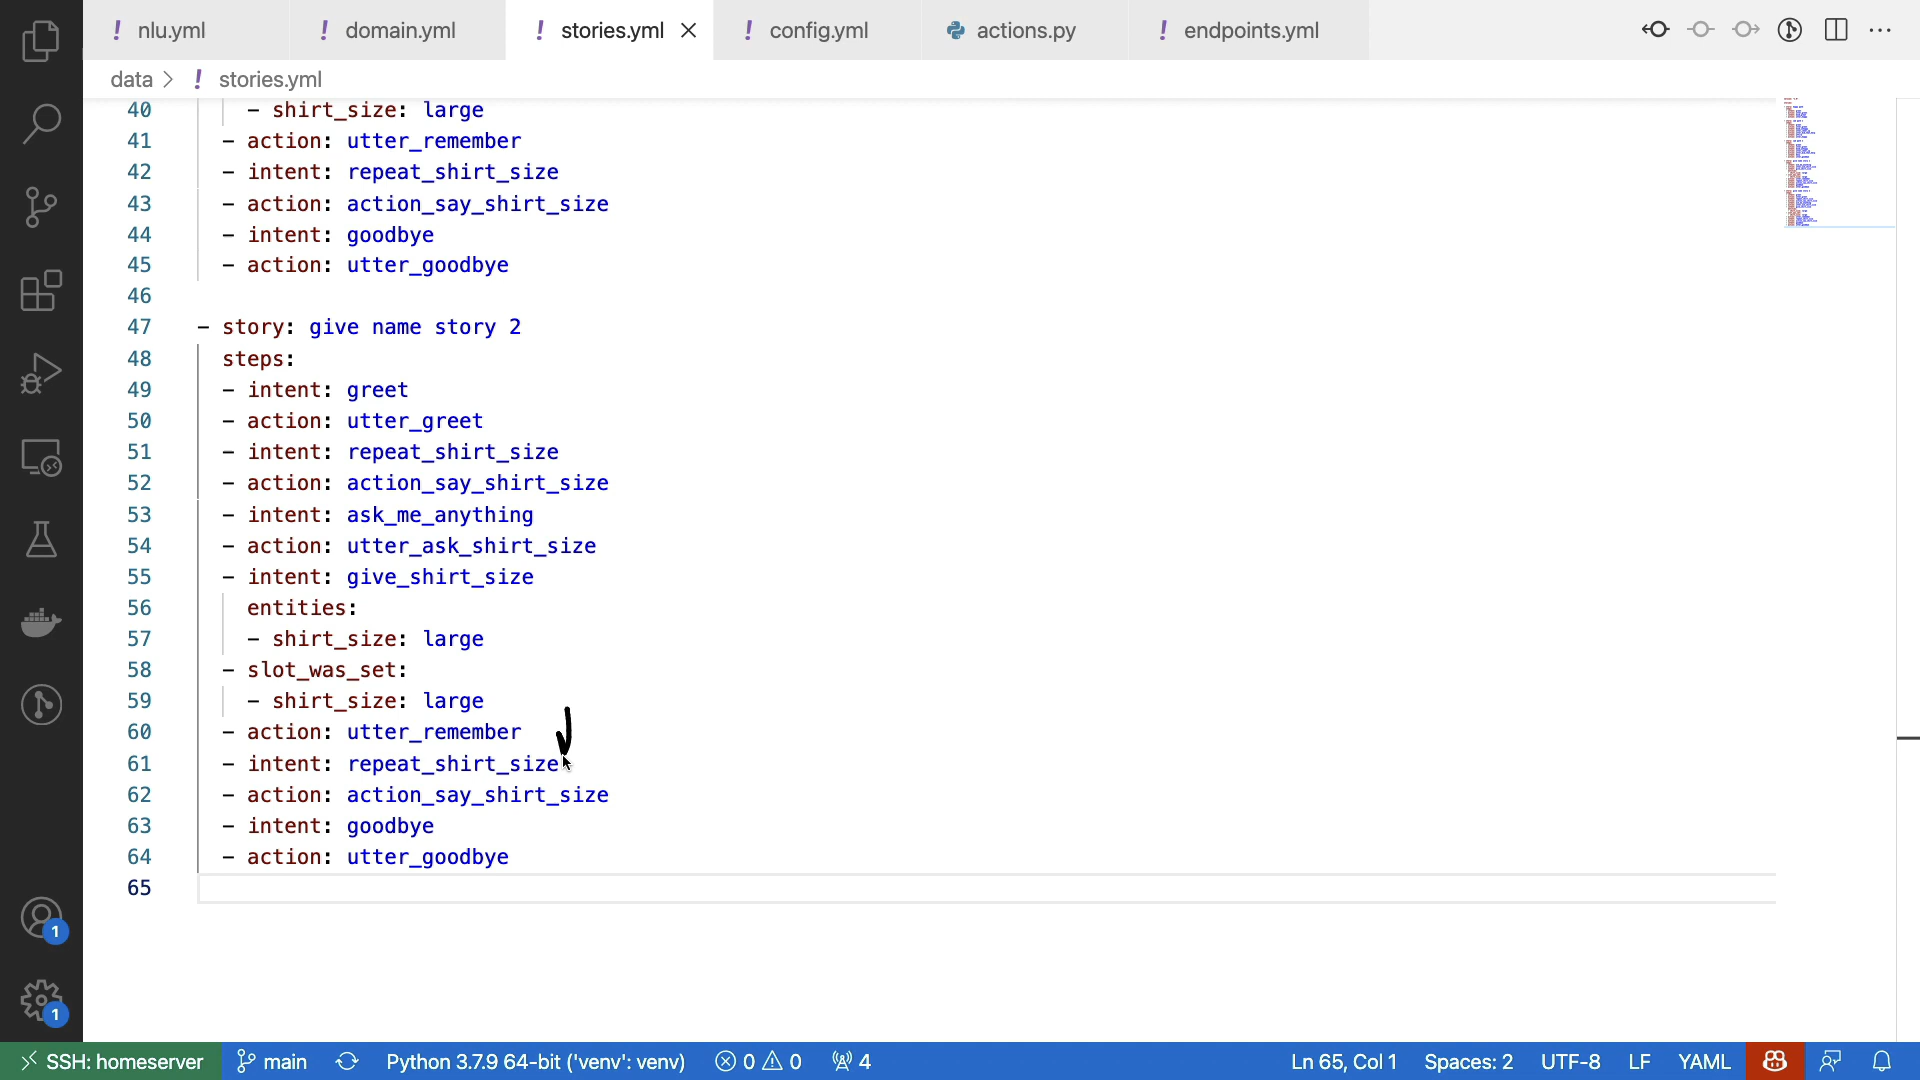 nlu.yml domain.yml stories.yml config.yml actions.py endpoints.yml
data > stories.yml
40 - shirt_size: large
41 - action: utter_remember
42 - intent: repeat_shirt_size
43 - action: action_say_shirt_size
44 - intent: goodbye
45 - action: utter_goodbye
46
47 - story: give name story 2
48 steps:
49 - intent: greet
50 - action: utter_greet
51 - intent: repeat_shirt_size
52 - action: action_say_shirt_size
53 - intent: ask_me_anything
54 - action: utter_ask_shirt_size
55 - intent: give_shirt_size
56 entities:
57 - shirt_size: large
58 - slot_was_set:
59 - shirt_size: large
60 - action: utter_remember
61 - intent: repeat_shirt_size
62 - action: action_say_shirt_size
63 - intent: goodbye
64 - action: utter_goodbye
65
1
1
SSH: homeserver main Python 3.7.9 64-bit ('venv': venv) 0 0 4 Ln 65, Col 1 Spaces: 2 UTF-8 LF YAML